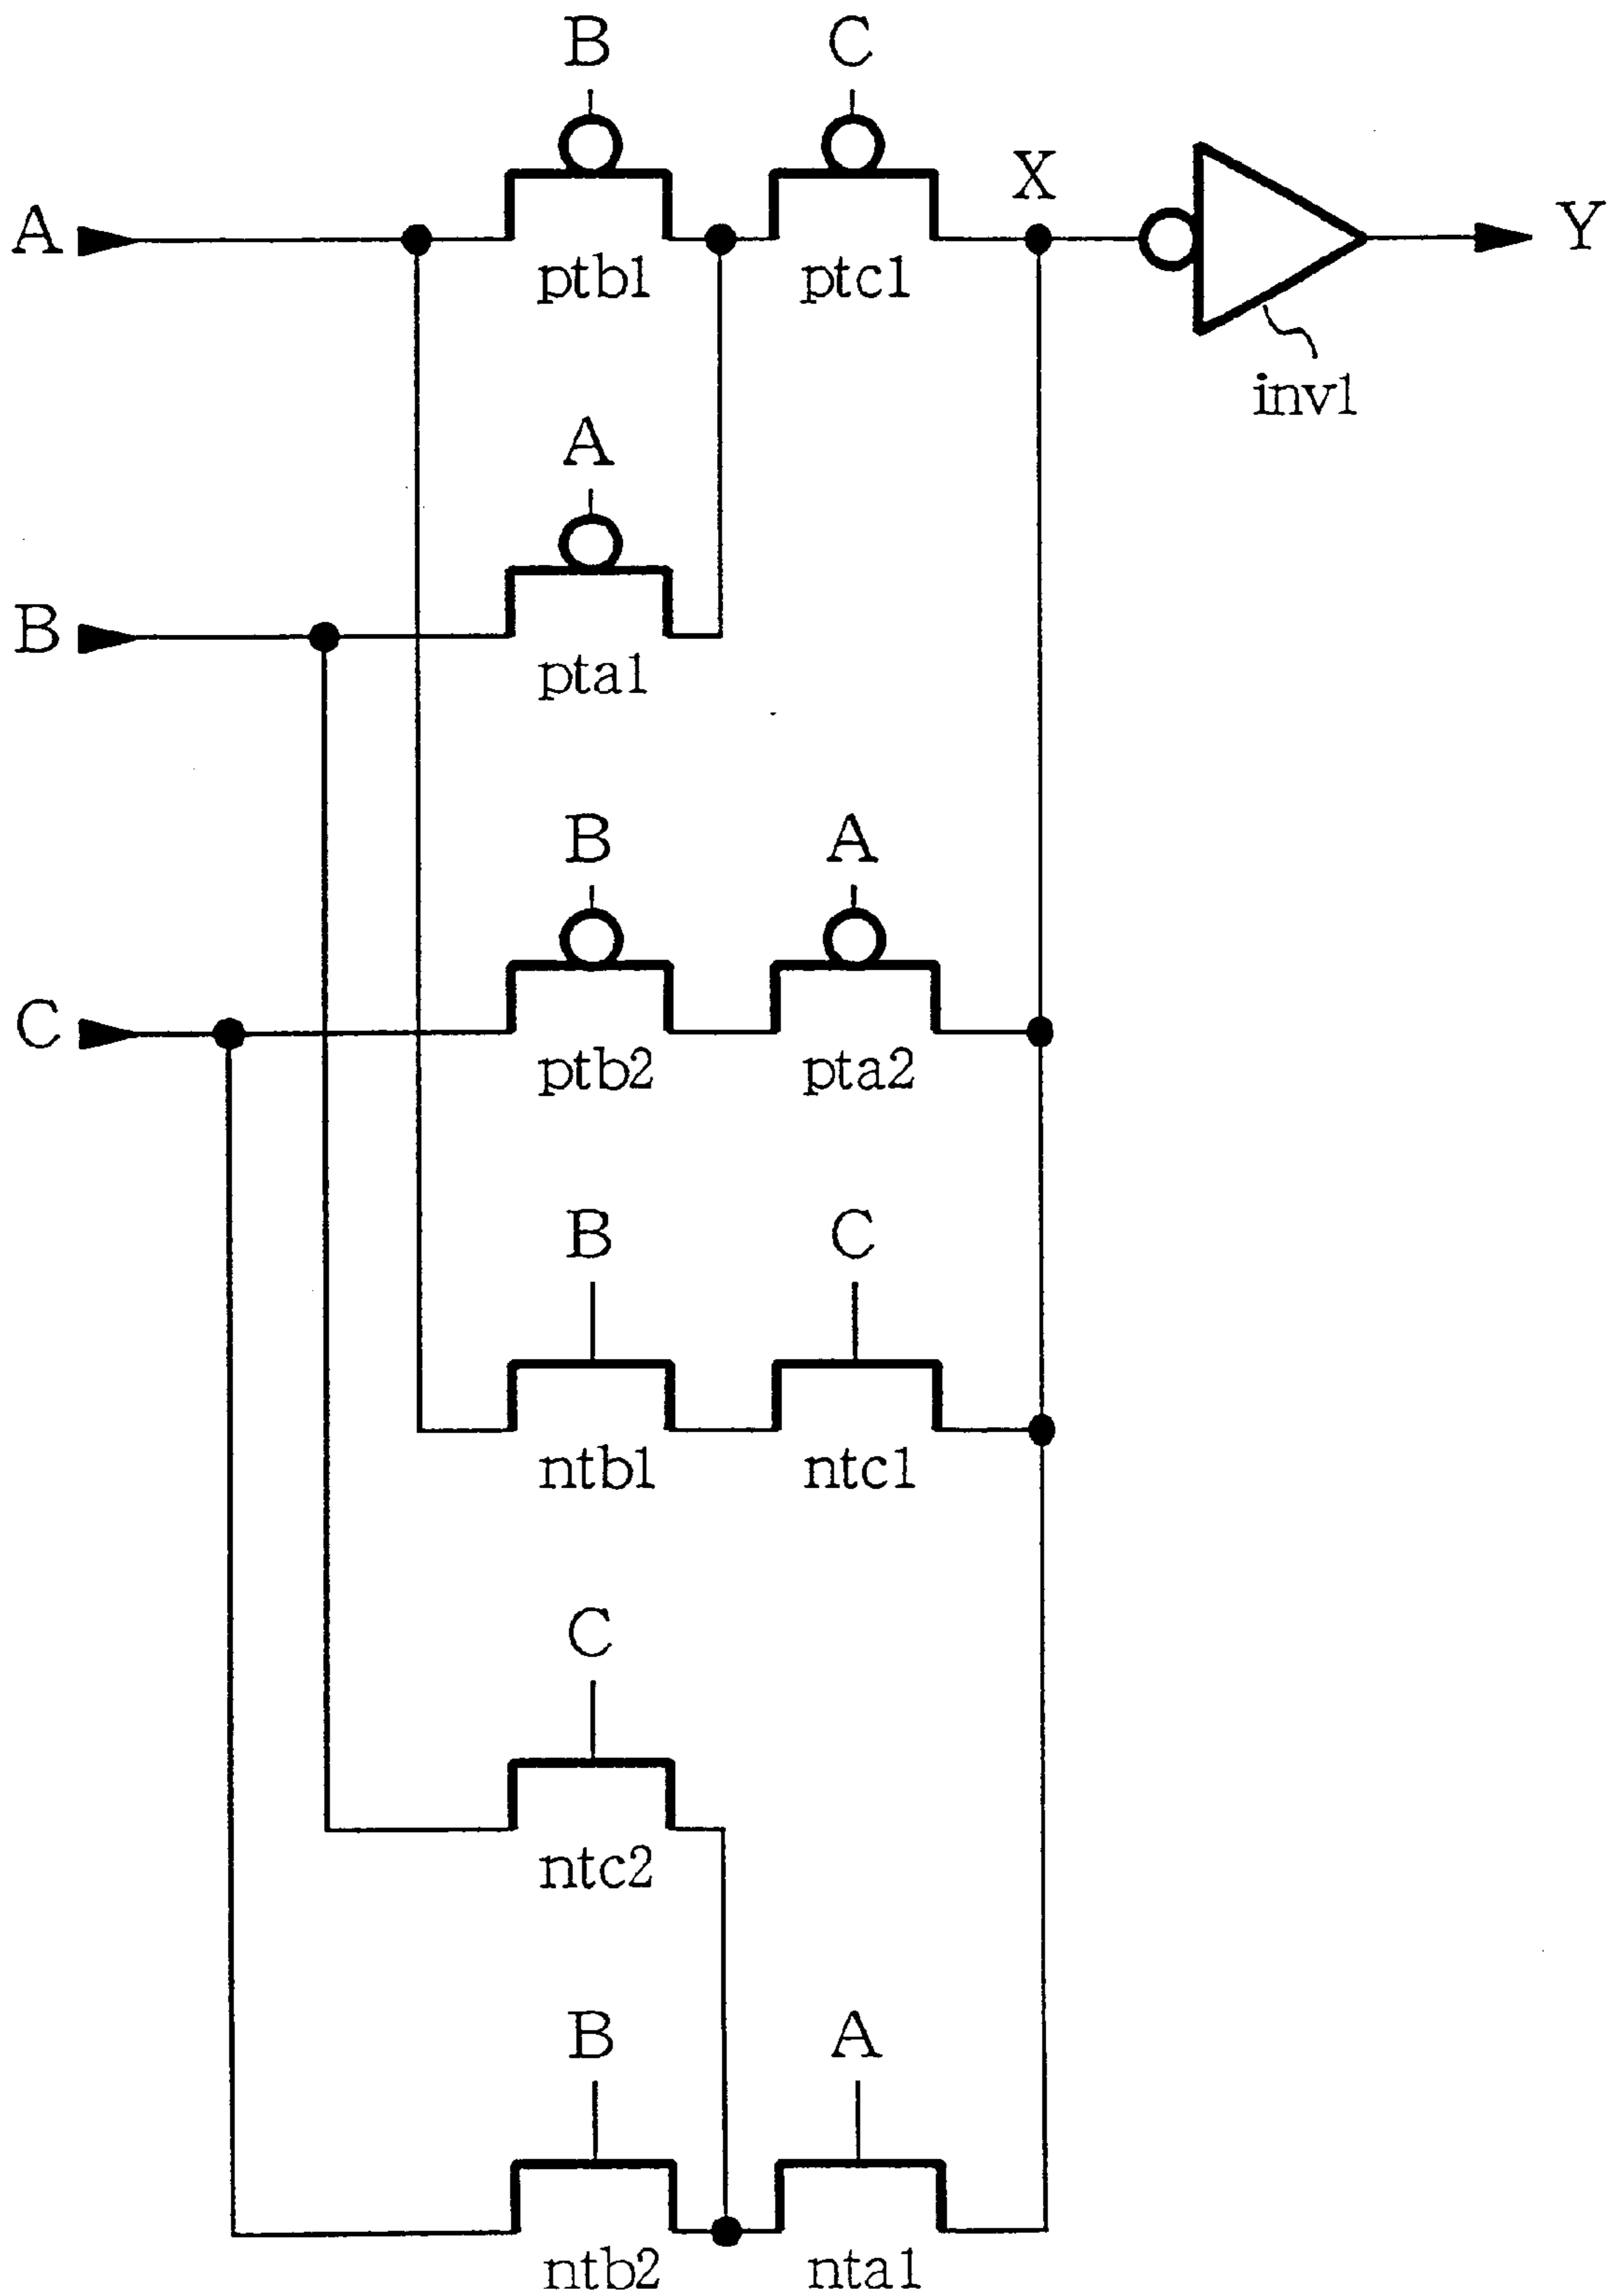 B C
X
A Y
ptb1 ptc1
inv1
A
B
pta1
B A
C
ptb2 pta2
B C
ntb1 ntc1
C
ntc2
B A
ntb2 nta1